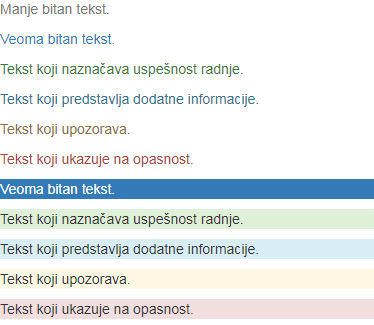 Manje bitan tekst.
Veoma bitan tekst.
Tekst koji naznačava uspešnost radnje.
Tekst koji predstavlja dodatne informacije.
Tekst koji upozorava.
Tekst koji ukazuje na opasnost.
Veoma bitan tekst.
Tekst koji naznačava uspešnost radnje.
Tekst koji predstavlja dodatne informacije.
Tekst koji upozorava.
Tekst koji ukazuje na opasnost.